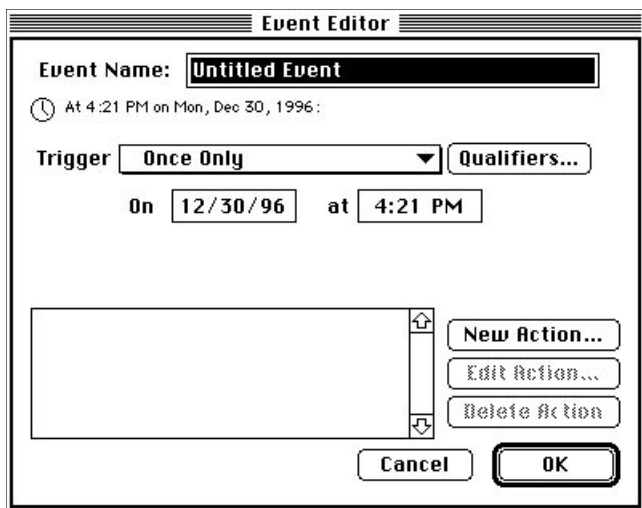 Event Editor
Event Name: Untitled Event
At 4:21 PM on Mon, Dec 30, 1996:
Trigger Once Only Qualifiers...
On 12/30/96 at 4:21 PM
New Action...
Edit Action...
Delete Action
Cancel OK